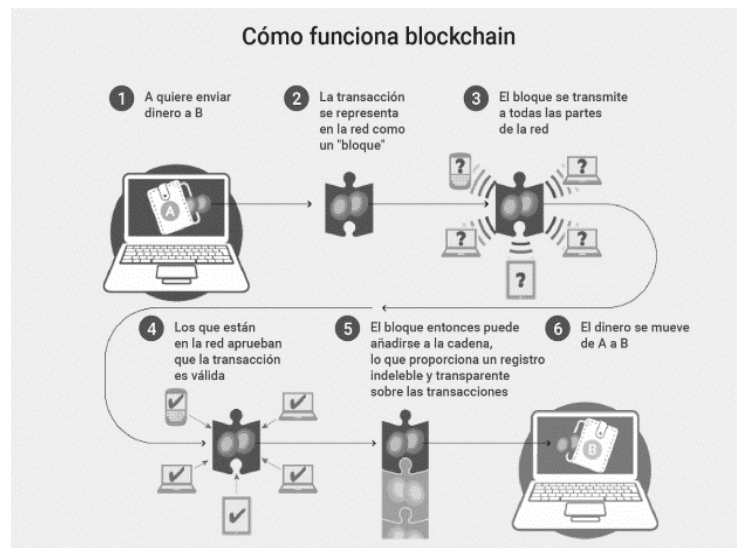 Cómo funciona blockchain
1 A quiere enviar
dinero a B
2 La transacción
se representa
en la red como
un "bloque"
3 El bloque se transmite
a todas las partes
de la red
A
?
?
?
?
?
4 Los que están
en la red aprueban
que la transacción
es válida
5 El bloque entonces puede
añadirse a la cadena,
lo que proporciona un registro
indeleble y transparente
sobre las transacciones
6 El dinero se mueve
de A a B
B